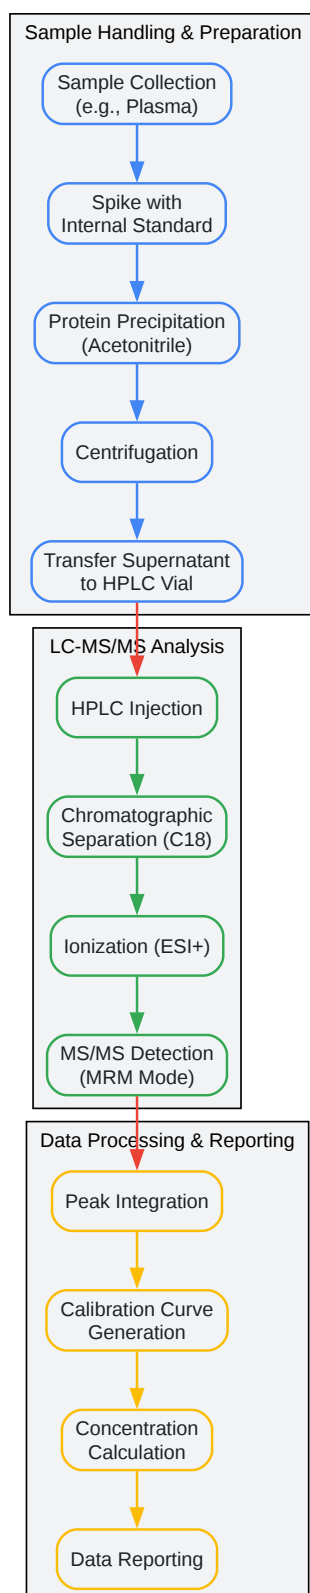 Sample Handling & Preparation
Sample Collection
(e.g., Plasma)
Spike with
Internal Standard
Protein Precipitation
(Acetonitrile)
Centrifugation
Transfer Supernatant
to HPLC Vial
LC-MS/MS Analysis
HPLC Injection
Chromatographic
Separation (C18)
Ionization (ESI+)
MS/MS Detection
(MRM Mode)
Data Processing & Reporting
Peak Integration
Calibration Curve
Generation
Concentration
Calculation
Data Reporting